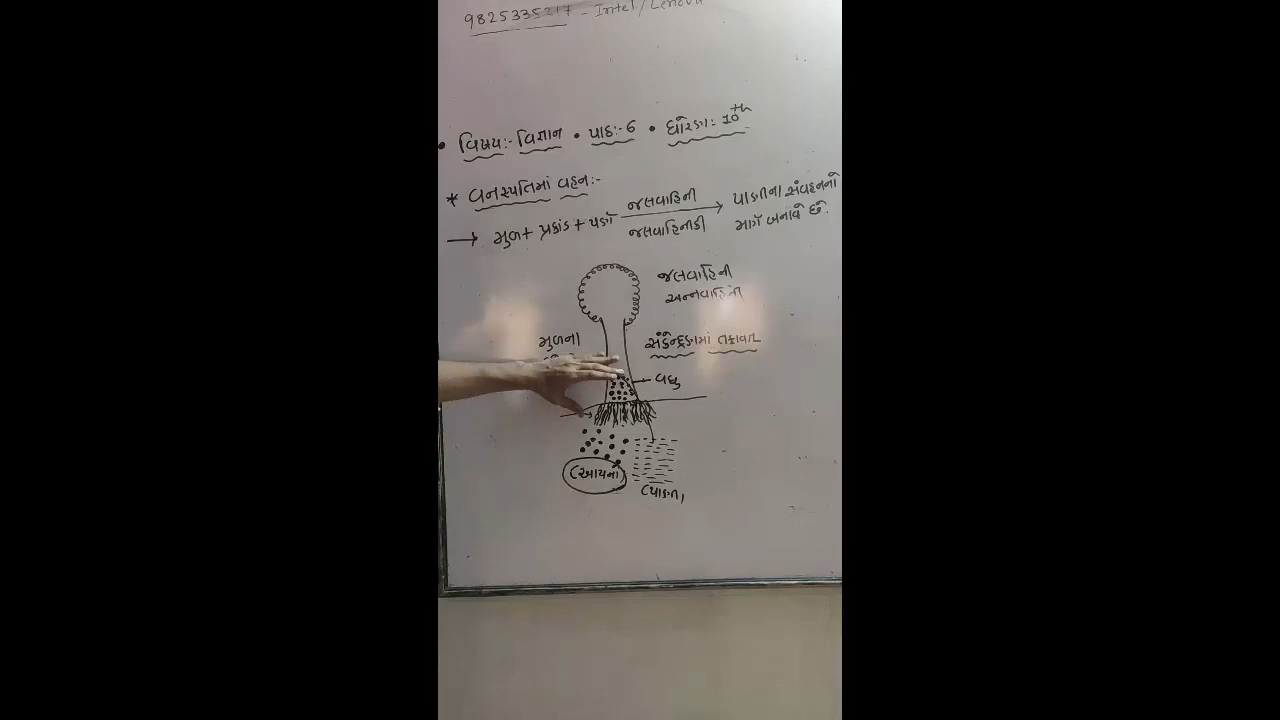 9825335217 - Intel/Lenovo
• વિષય:- વિજ્ઞાન • પાઠ:- 6 • ધોરણ: 10th
* વનસ્પતિમાં વહન:-
→ મુળ + પ્રકાંડ + પર્ણો જલવાહિની જલવાહિનીકી → પાણીના સંવહનનો માર્ગ બનાવે છે.
જલવાહિની
અન્નવાહિની
મુળના
સંકેન્દ્રણમાં તફાવત
વધુ
(આયનો)
(પાણી)